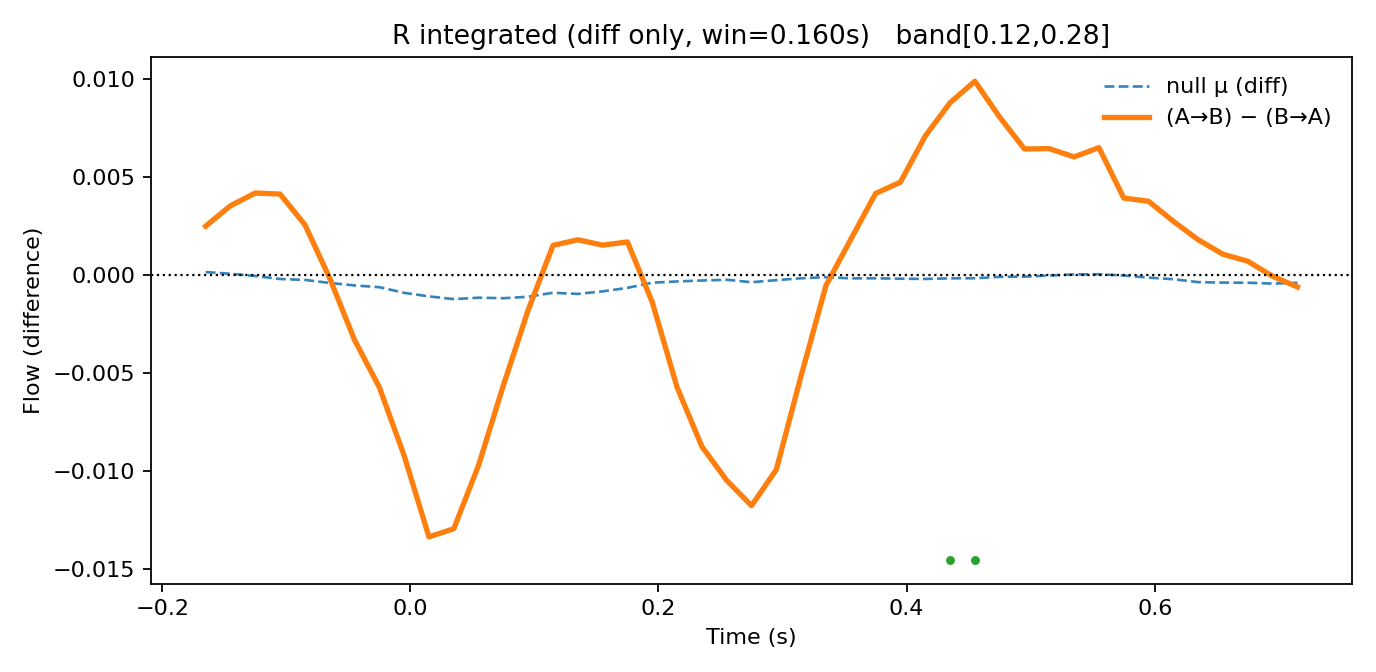 R integrated (diff only, win=0.160s)   band[0.12,0.28]
null μ (diff)
(A→B) − (B→A)
Flow (difference)
0.010
0.005
0.000
−0.005
−0.010
−0.015
−0.2
0.0
0.2
0.4
0.6
Time (s)